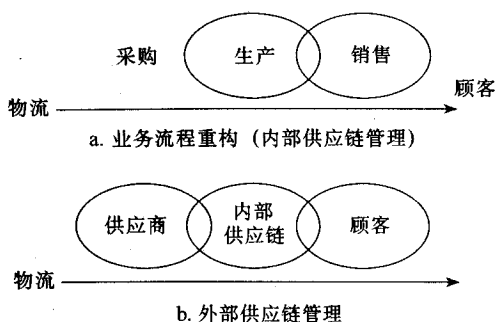 采购 生产 销售
顾客
物流
a. 业务流程重构（内部供应链管理）
供应商 内部供应链 顾客
物流
b. 外部供应链管理